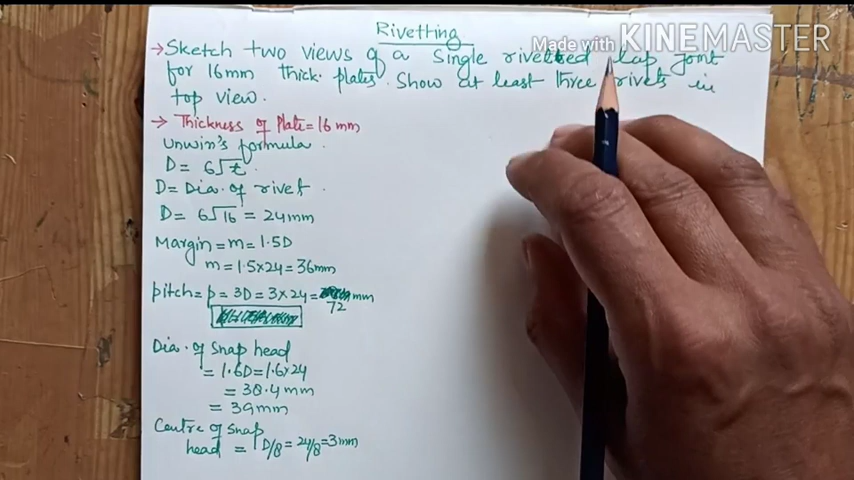 Rivetting
Made with KINEMASTER
→ Sketch two views of a single rivetted lap joint
for 16mm thick plates. Show at least three rivets in
top view.
→ Thickness of Plate = 16 mm
Unwin's formula.
D = 6√t.
D = Dia. of rivet.
D = 6√16 = 24mm
Margin = m = 1.5D
m = 1.5×24 = 36mm
pitch = p = 3D = 3×24 = mm
72
Dia. of Snap head
= 1.6D = 1.6×24
= 38.4mm
= 39mm
Centre of Snap
head = D/8 = 24/8 = 3mm